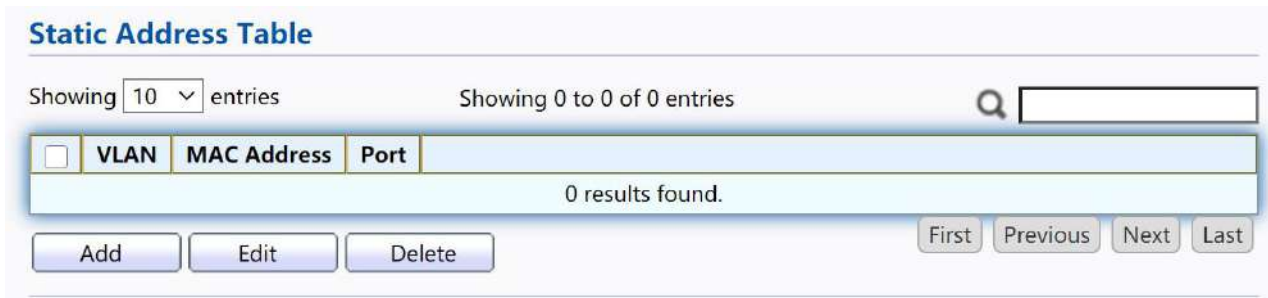 Static Address Table
Showing 10 entries
Showing 0 to 0 of 0 entries
VLAN MAC Address Port
0 results found.
Add Edit Delete
First Previous Next Last